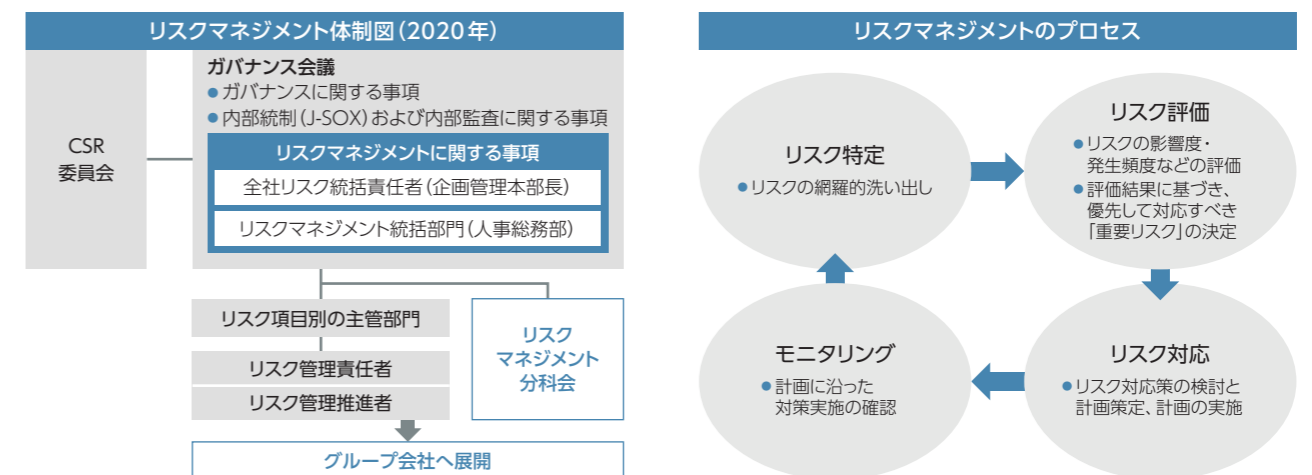 リスクマネジメント体制図(2020年)
CSR
委員会
ガバナンス会議
●ガバナンスに関する事項
●内部統制(J-SOX)および内部監査に関する事項
リスクマネジメントに関する事項
全社リスク統括責任者(企画管理本部長)
リスクマネジメント統括部門(人事総務部)
リスク項目別の主管部門
リスク管理責任者
リスク管理推進者
リスク
マネジメント
分科会
グループ会社へ展開
リスクマネジメントのプロセス
リスク特定
●リスクの網羅的洗い出し
リスク評価
●リスクの影響度・
発生頻度などの評価
●評価結果に基づき、
優先して対応すべき
「重要リスク」の決定
リスク対応
●リスク対応策の検討と
計画策定、計画の実施
モニタリング
●計画に沿った
対策実施の確認